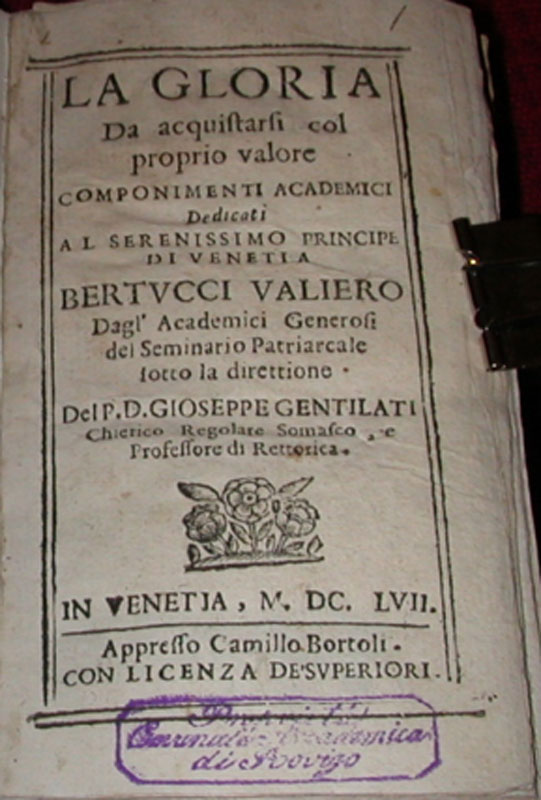 LA GLORIA
Da acquiſtarſi col
proprio valore
COMPONIMENTI ACADEMICI
Dedicati
AL SERENISSIMO PRINCIPE
DI VENETIA
BERTVCCI VALIERO
Dagl' Academici Generoſi
del Seminario Patriarcale
ſotto la direttione
Del P. D. GIOSEPPE GENTILATI
Chierico Regolare Somaſco, e
Profeſſore di Rettorica.
IN VENETIA, M. DC. LVII.
Appreſſo Camillo Bortoli.
CON LICENZA DE'SVPERIORI.
Academica
di Rovigo